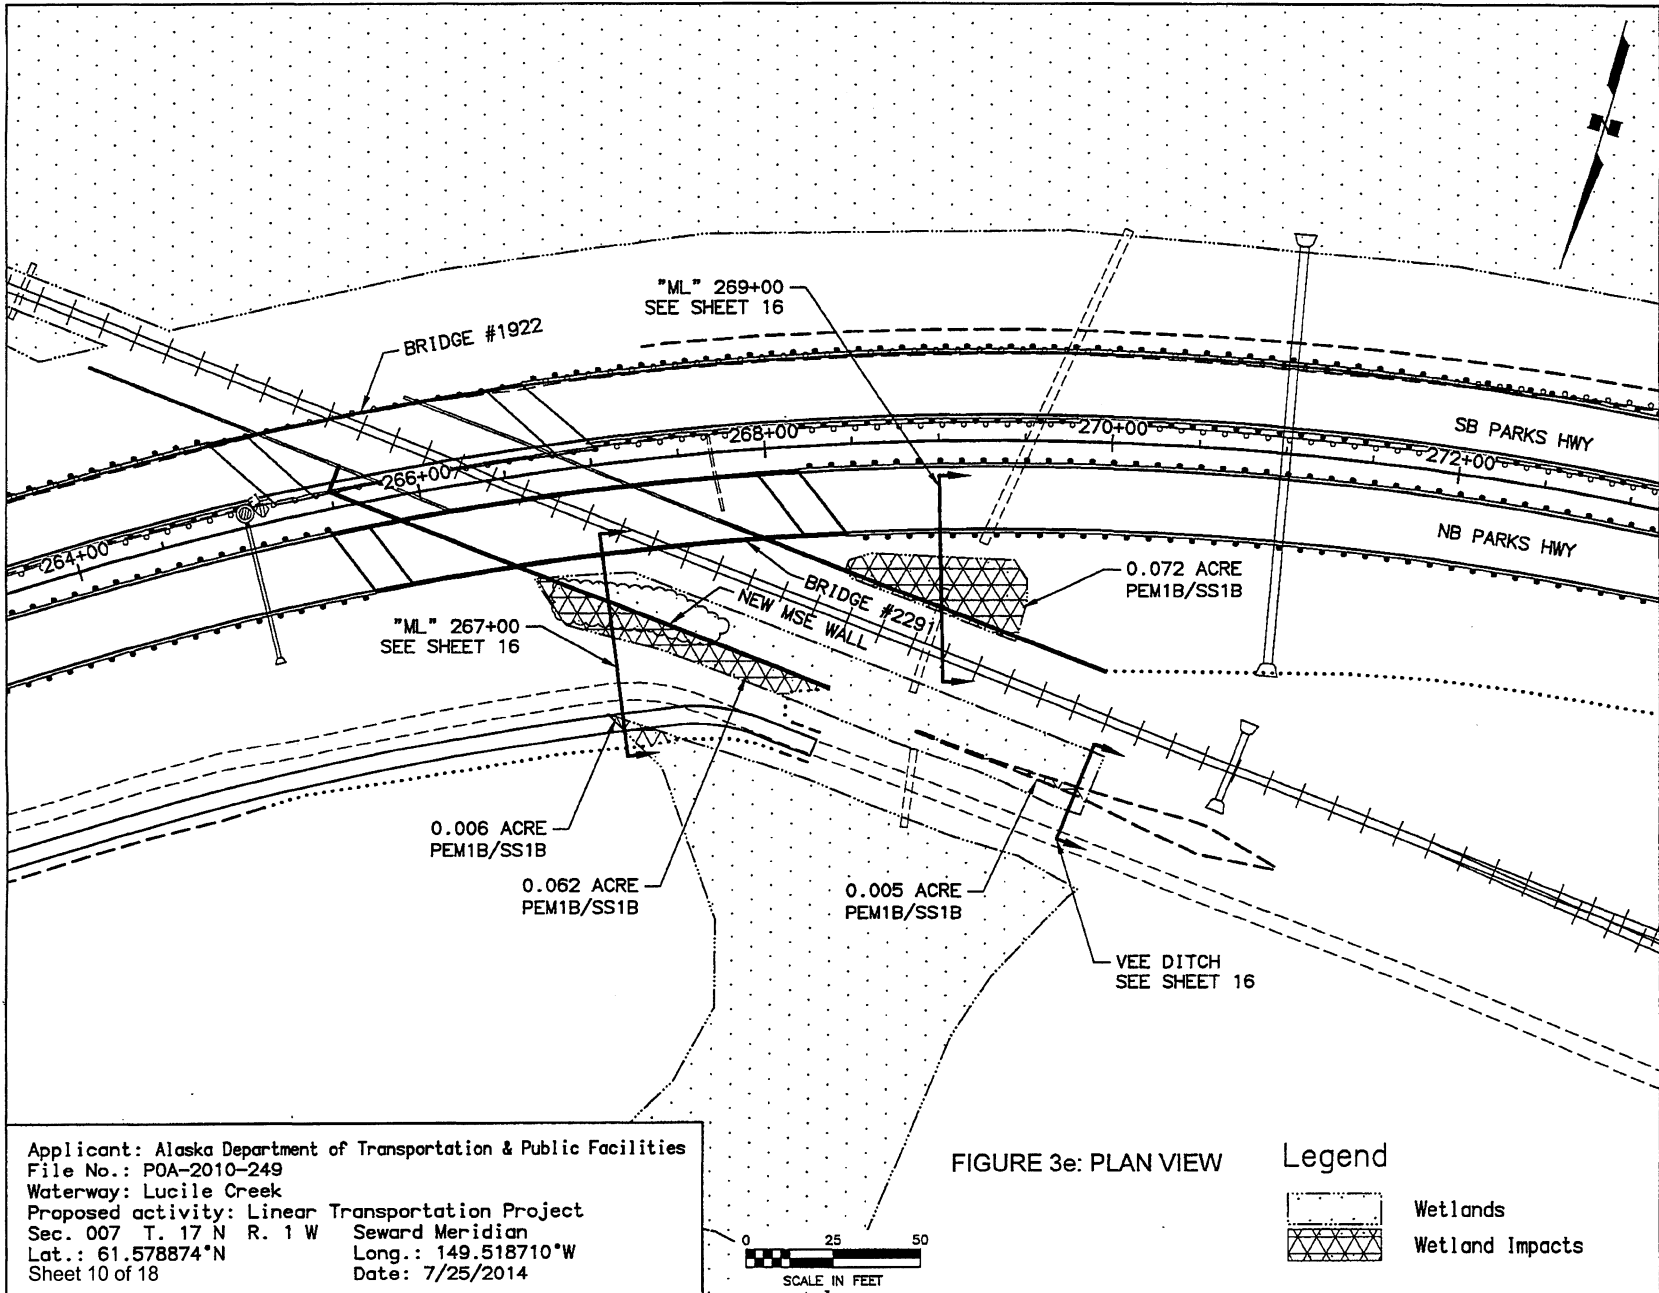 "ML" 269+00
SEE SHEET 16
BRIDGE #1922
SB PARKS HWY
264+00
266+00
268+00
270+00
272+00
NB PARKS HWY
0.072 ACRE
PEM1B/SS1B
BRIDGE #2291
NEW MSE WALL
"ML" 267+00
SEE SHEET 16
0.006 ACRE
PEM1B/SS1B
0.062 ACRE
PEM1B/SS1B
0.005 ACRE
PEM1B/SS1B
VEE DITCH
SEE SHEET 16
Applicant: Alaska Department of Transportation & Public Facilities
File No.: POA-2010-249
Waterway: Lucile Creek
Proposed activity: Linear Transportation Project
Sec. 007 T. 17 N R. 1 W Seward Meridian
Lat.: 61.578874°N Long.: 149.518710°W
Sheet 10 of 18 Date: 7/25/2014
FIGURE 3e: PLAN VIEW
0 25 50
SCALE IN FEET
Legend
Wetlands
Wetland Impacts